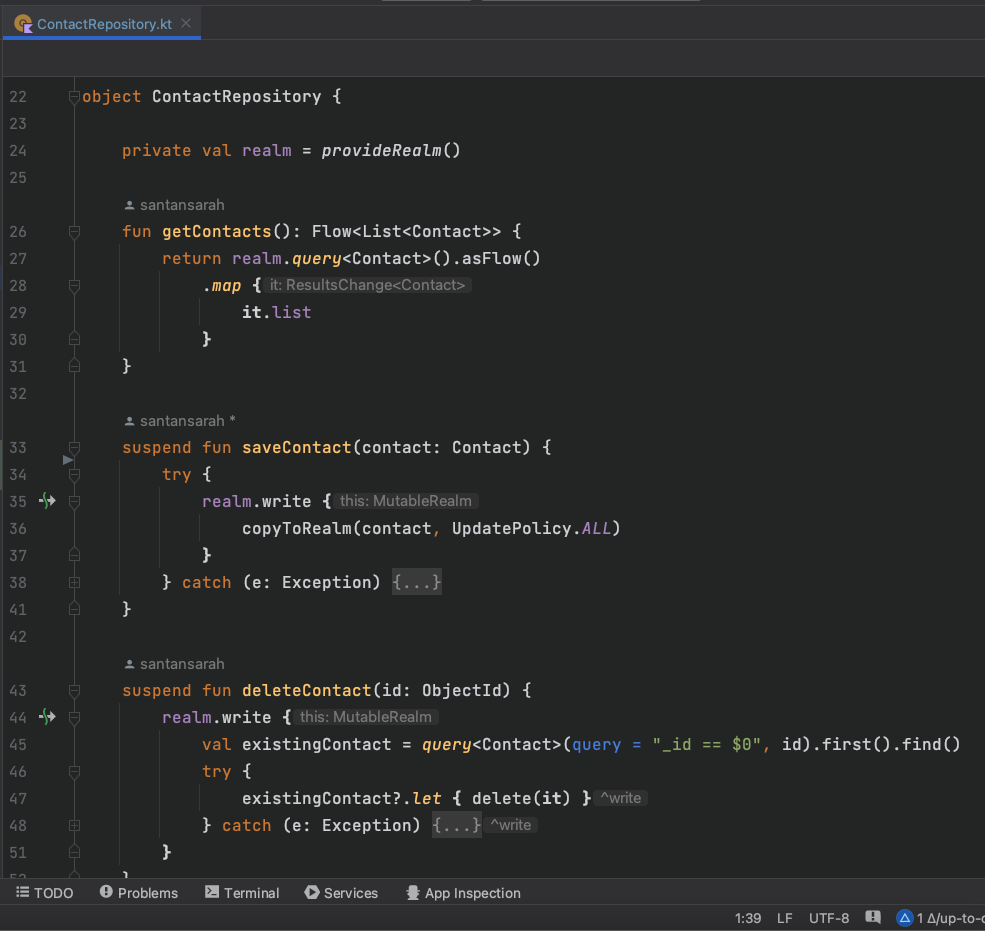 ContactRepository.kt
22 object ContactRepository {
23
24 private val realm = provideRealm()
25
santansarah
26 fun getContacts(): Flow<List<Contact>> {
27 return realm.query<Contact>().asFlow()
28 .map { it: ResultsChange<Contact>
29 it.list
30 }
31 }
32
santansarah *
33 suspend fun saveContact(contact: Contact) {
34 try {
35 realm.write { this: MutableRealm
36 copyToRealm(contact, UpdatePolicy.ALL)
37 }
38 } catch (e: Exception) {...}
41 }
42
santansarah
43 suspend fun deleteContact(id: ObjectId) {
44 realm.write { this: MutableRealm
45 val existingContact = query<Contact>(query = "_id == $0", id).first().find()
46 try {
47 existingContact?.let { delete(it) } ^write
48 } catch (e: Exception) {...} ^write
51 }
TODO Problems Terminal Services App Inspection
1:39 LF UTF-8 1 Δ/up-to-